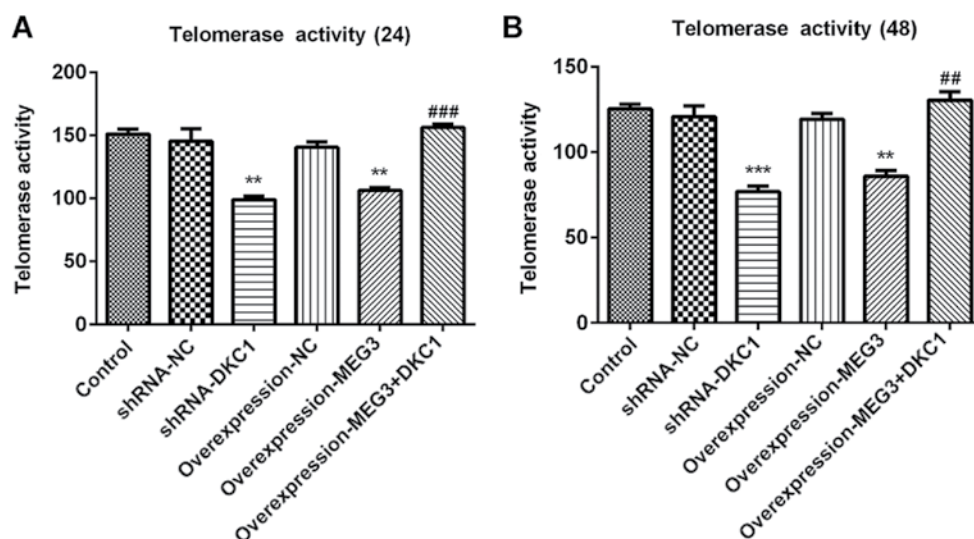 A
Telomerase activity (24)
Telomerase activity
200
150
100
50
0
**
**
###
Control
shRNA-NC
shRNA-DKC1
Overexpression-NC
Overexpression-MEG3
Overexpression-MEG3+DKC1
B
Telomerase activity (48)
Telomerase activity
150
100
50
0
***
**
##
Control
shRNA-NC
shRNA-DKC1
Overexpression-NC
Overexpression-MEG3
Overexpression-MEG3+DKC1